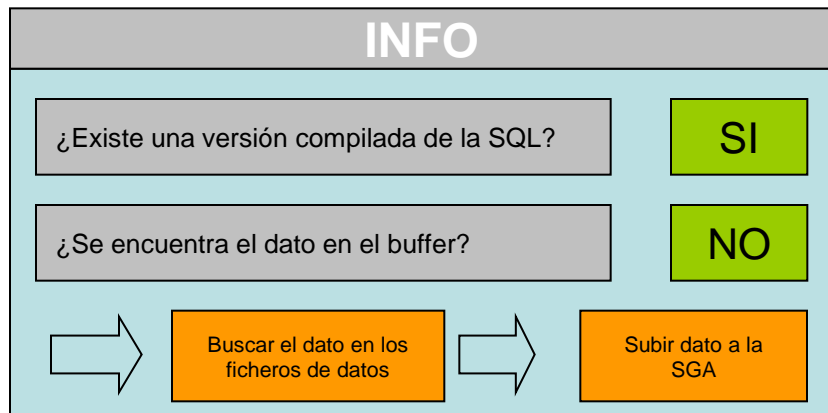 INFO
¿Existe una versión compilada de la SQL?
SI
¿Se encuentra el dato en el buffer?
NO
Buscar el dato en los
ficheros de datos
Subir dato a la
SGA